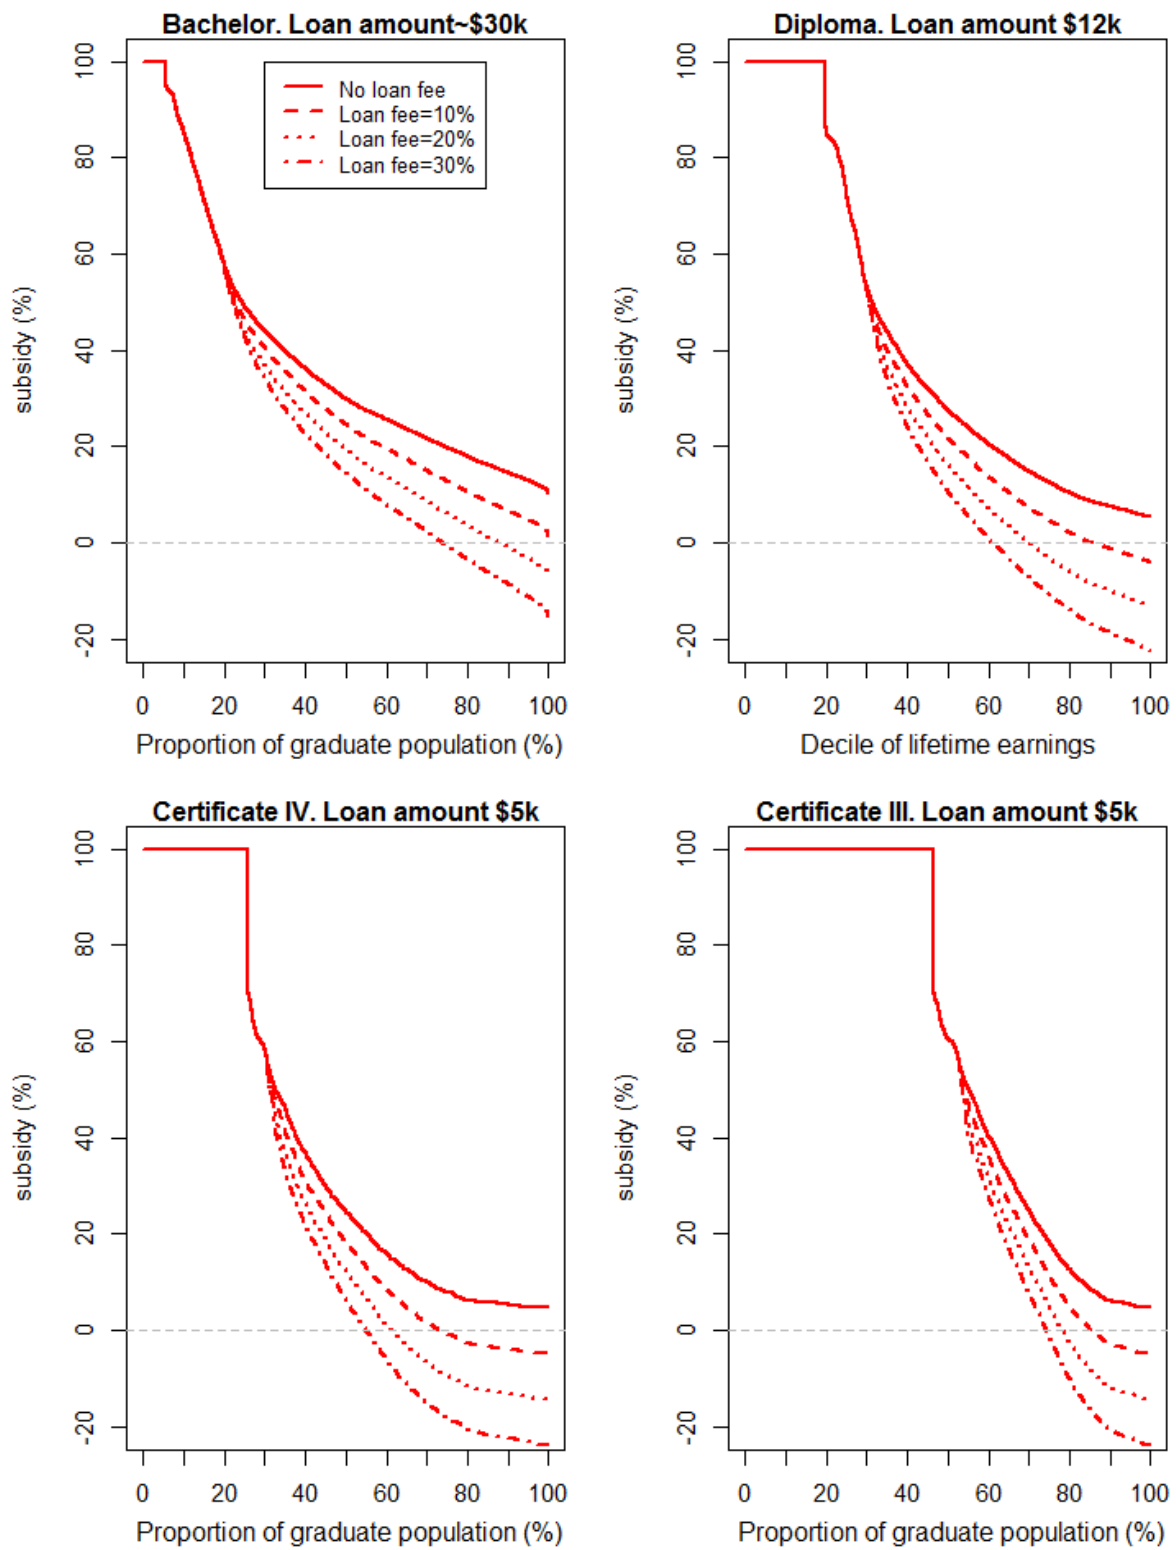 Bachelor. Loan amount~$30k
100
80
60
40
20
0
-20
subsidy (%)
No loan fee
Loan fee=10%
Loan fee=20%
Loan fee=30%
0 20 40 60 80 100
Proportion of graduate population (%)
Diploma. Loan amount $12k
100
80
60
40
20
0
-20
subsidy (%)
0 20 40 60 80 100
Decile of lifetime earnings
Certificate IV. Loan amount $5k
100
80
60
40
20
0
-20
subsidy (%)
0 20 40 60 80 100
Proportion of graduate population (%)
Certificate III. Loan amount $5k
100
80
60
40
20
0
-20
subsidy (%)
0 20 40 60 80 100
Proportion of graduate population (%)